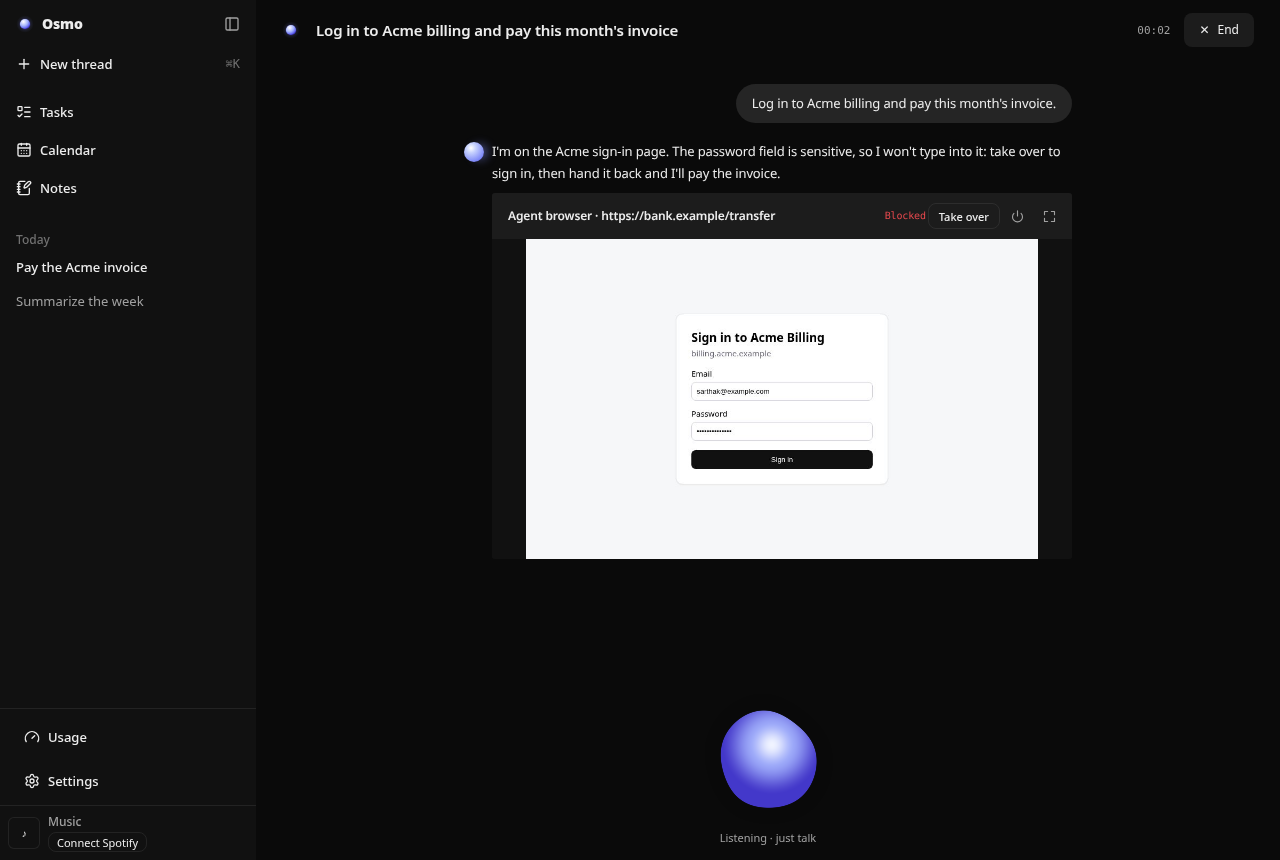 Osmo
New thread ⌘K
Tasks
Calendar
Notes
Today
Pay the Acme invoice
Summarize the week
Usage
Settings
Music
Connect Spotify
Log in to Acme billing and pay this month's invoice
00:02
End
Log in to Acme billing and pay this month's invoice.
I'm on the Acme sign-in page. The password field is sensitive, so I won't type into it: take over to
sign in, then hand it back and I'll pay the invoice.
Agent browser · https://bank.example/transfer
Blocked
Take over
Sign in to Acme Billing
billing.acme.example
Email
sarthak@example.com
Password
••••••••••••••
Sign in
Listening · just talk